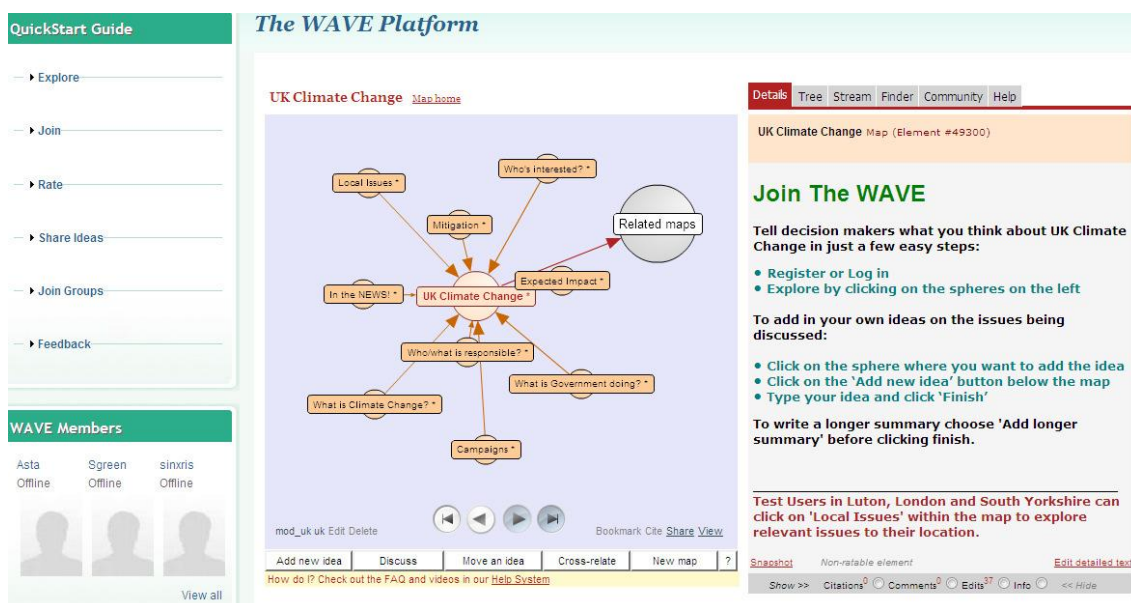 QuickStart Guide
Explore
Join
Rate
Share Ideas
Join Groups
Feedback
WAVE Members
Asta
Offline
Sgreen
Offline
sinxris
Offline
View all
The WAVE Platform
UK Climate Change Map home
Who's interested? *
Local Issues *
Mitigation *
Related maps
Expected Impact *
In the NEWS! *
UK Climate Change *
Who/what is responsible? *
What is Government doing? *
What is Climate Change? *
Campaigns *
mod_uk uk Edit Delete
Bookmark Cite Share View
Add new idea Discuss Move an idea Cross-relate New map ?
How do I? Check out the FAQ and videos in our Help System
Details Tree Stream Finder Community Help
UK Climate Change Map (Element #49300)
Join The WAVE
Tell decision makers what you think about UK Climate
Change in just a few easy steps:
• Register or Log in
• Explore by clicking on the spheres on the left
To add in your own ideas on the issues being
discussed:
• Click on the sphere where you want to add the idea
• Click on the ‘Add new idea’ button below the map
• Type your idea and click ‘Finish’
To write a longer summary choose 'Add longer
summary' before clicking finish.
Test Users in Luton, London and South Yorkshire can
click on 'Local Issues' within the map to explore
relevant issues to their location.
Snapshot Non-ratable element Edit detailed text
Show >> Citations0 Comments0 Edits37 Info << Hide